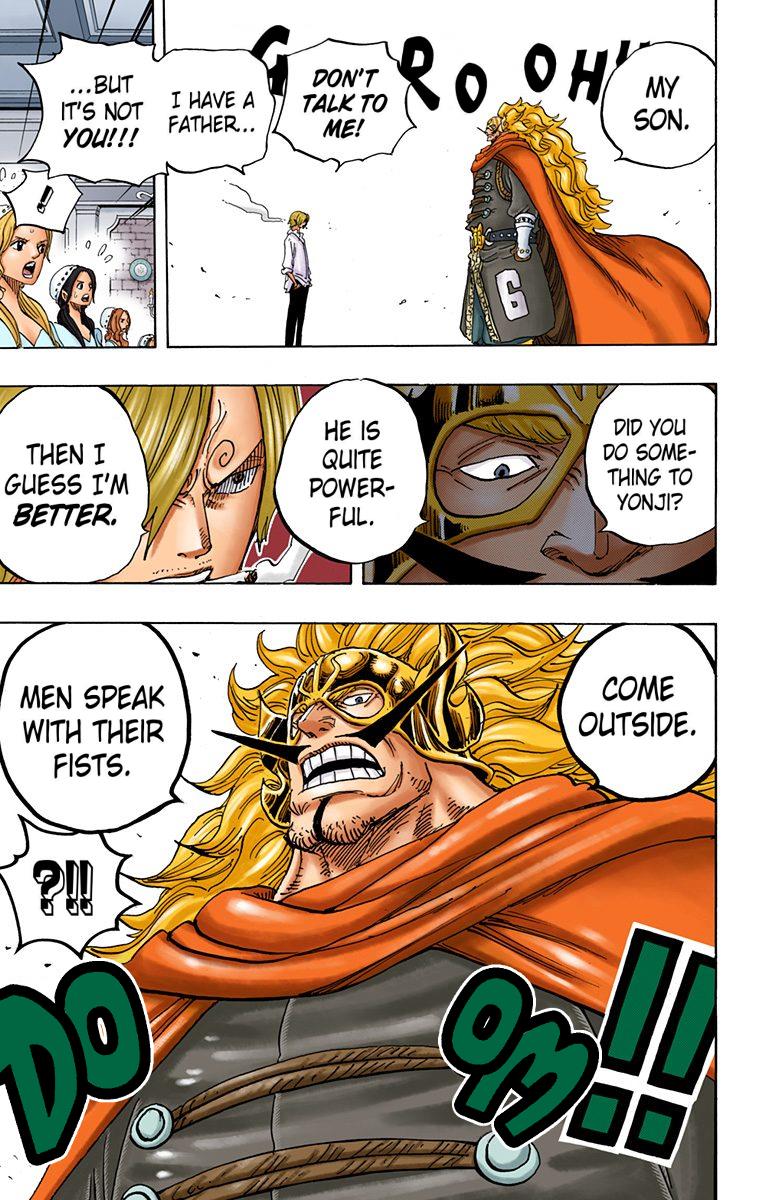 MY
SON.
DON'T
TALK TO
ME!
I HAVE A
FATHER...
...BUT
IT'S NOT
YOU!!!
!
6
DID YOU
DO SOME-
THING TO
YONJI?
HE IS
QUITE
POWER-
FUL.
THEN I
GUESS I'M
BETTER.
COME
OUTSIDE.
MEN SPEAK
WITH THEIR
FISTS.
?!!
DO OM!!